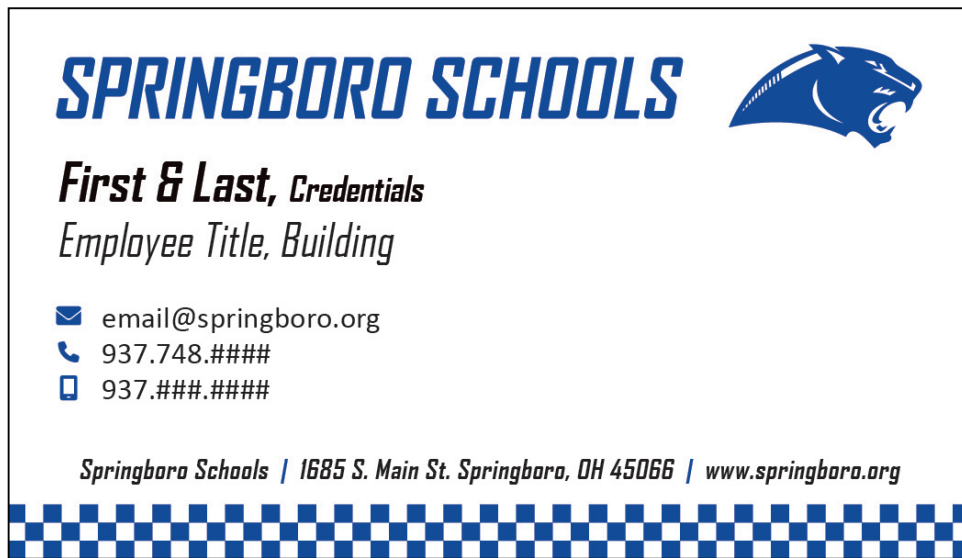 SPRINGBORO SCHOOLS
First & Last, Credentials
Employee Title, Building
email@springboro.org
937.748.####
937.###.####
Springboro Schools | 1685 S. Main St. Springboro, OH 45066 | www.springboro.org